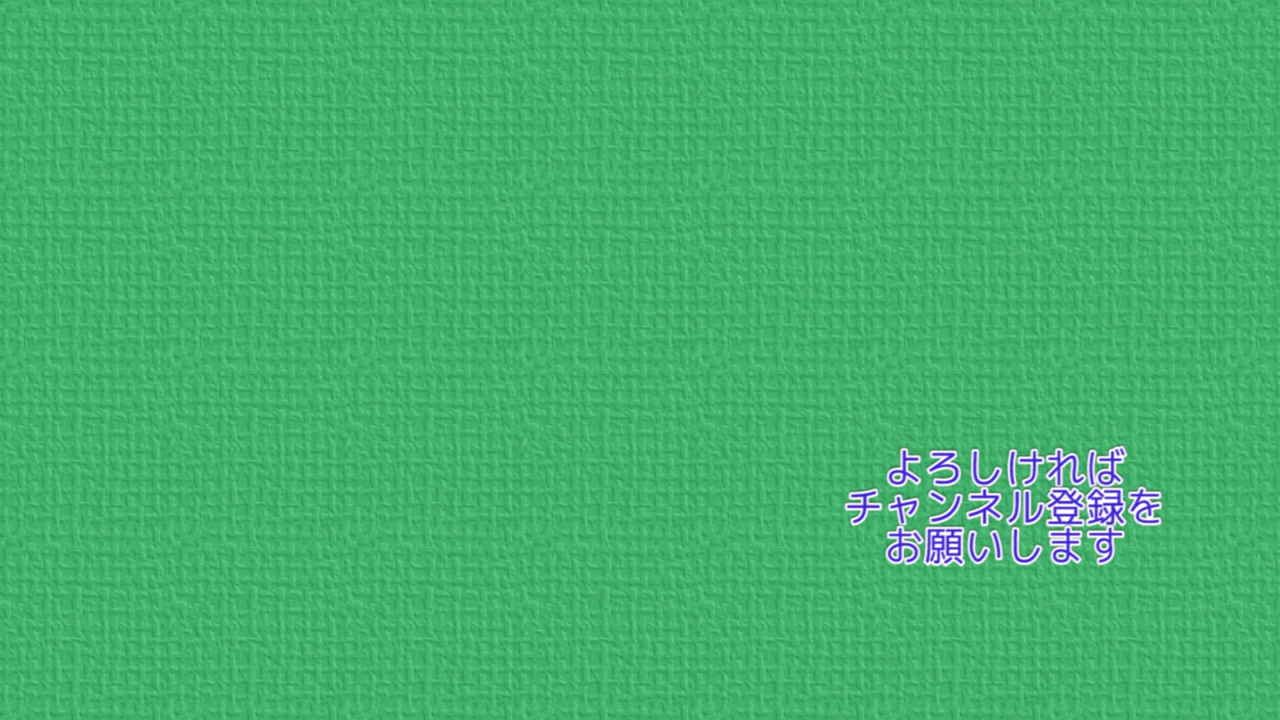 よろしければ
チャンネル登録を
お願いします